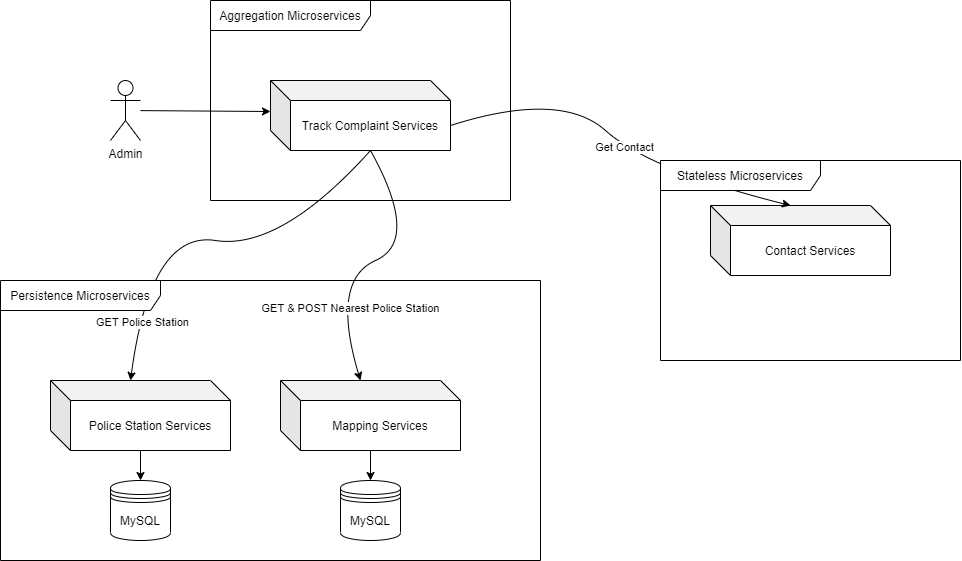 Aggregation Microservices
Track Complaint Services
Admin
Get Contact
Stateless Microservices
Contact Services
Persistence Microservices
GET & POST Nearest Police Station
GET Police Station
Police Station Services
Mapping Services
MySQL
MySQL